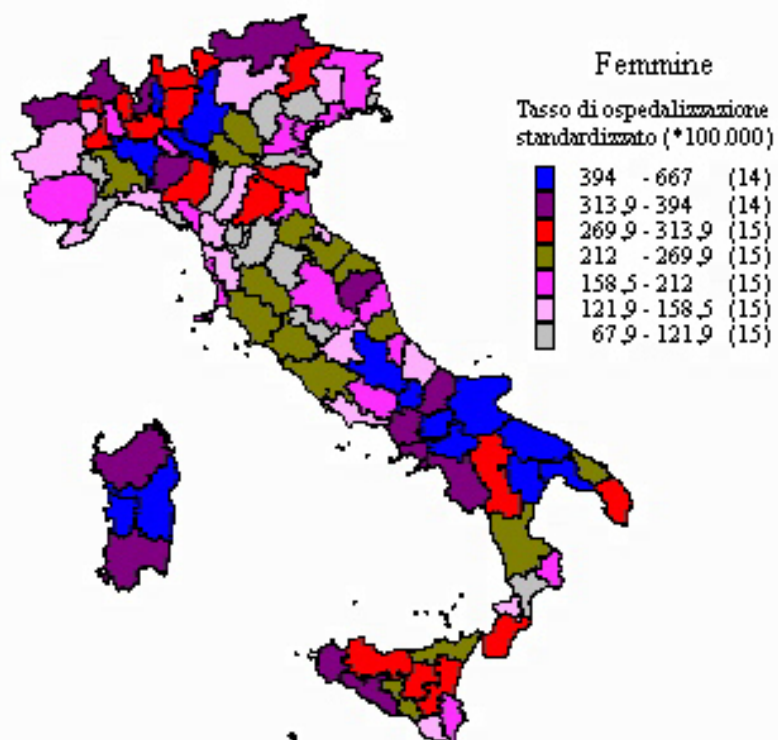 Femmine
Tasso di ospedalizzazione
standardizzato (*100.000)
394 - 667 (14)
313,9 - 394 (14)
269,9 - 313,9 (15)
212 - 269,9 (15)
158,5 - 212 (15)
121,9 - 158,5 (15)
67,9 - 121,9 (15)